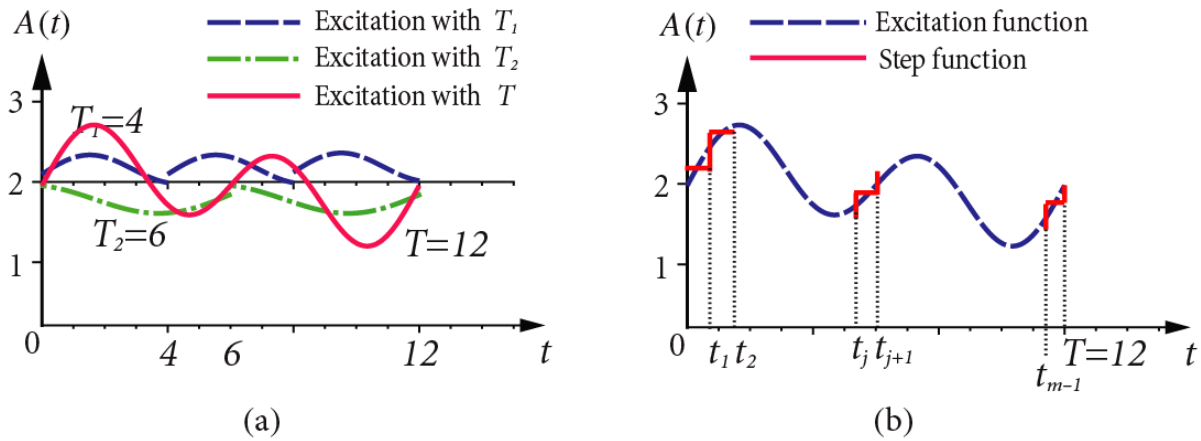 A(t)
Excitation with T₁
Excitation with T₂
Excitation with T
3
2
1
0
T₁=4
T₂=6
T=12
4
6
12
t
(a)
A(t)
Excitation function
Step function
3
2
1
0
t₁
t₂
tⱼ
tⱼ₊₁
tₘ₋₁
T=12
t
(b)